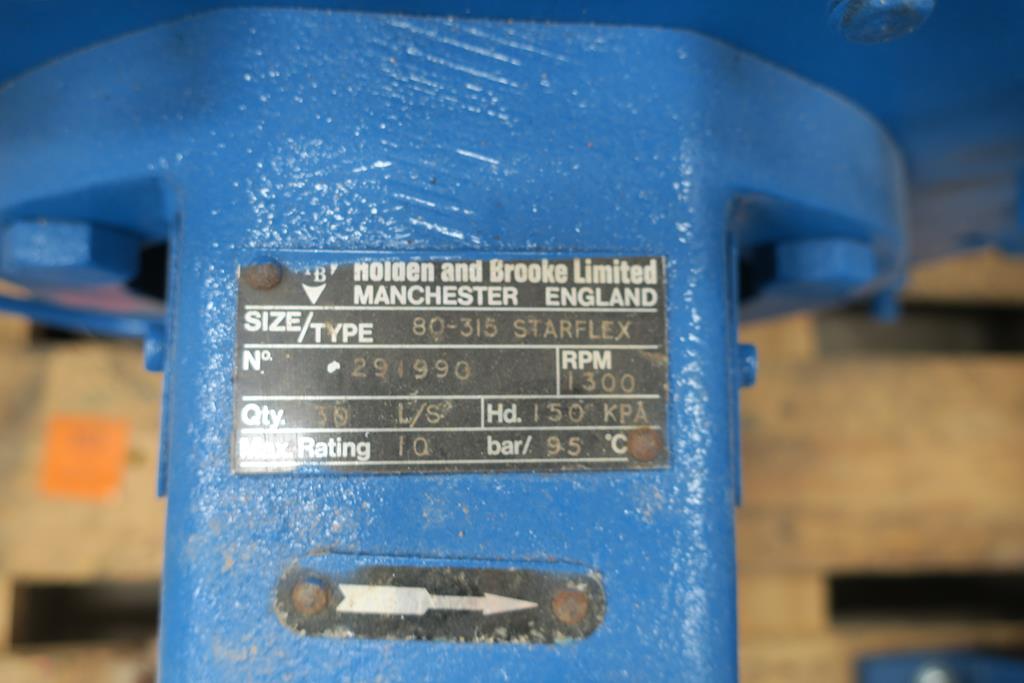 Holden and Brooke Limited
MANCHESTER ENGLAND
SIZE/TYPE 80-315 STARFLEX
No. 291990
RPM
1300
Qty. 30 L/S Hd. 150 KPA
Max. Rating 10 bar/ 95 °C